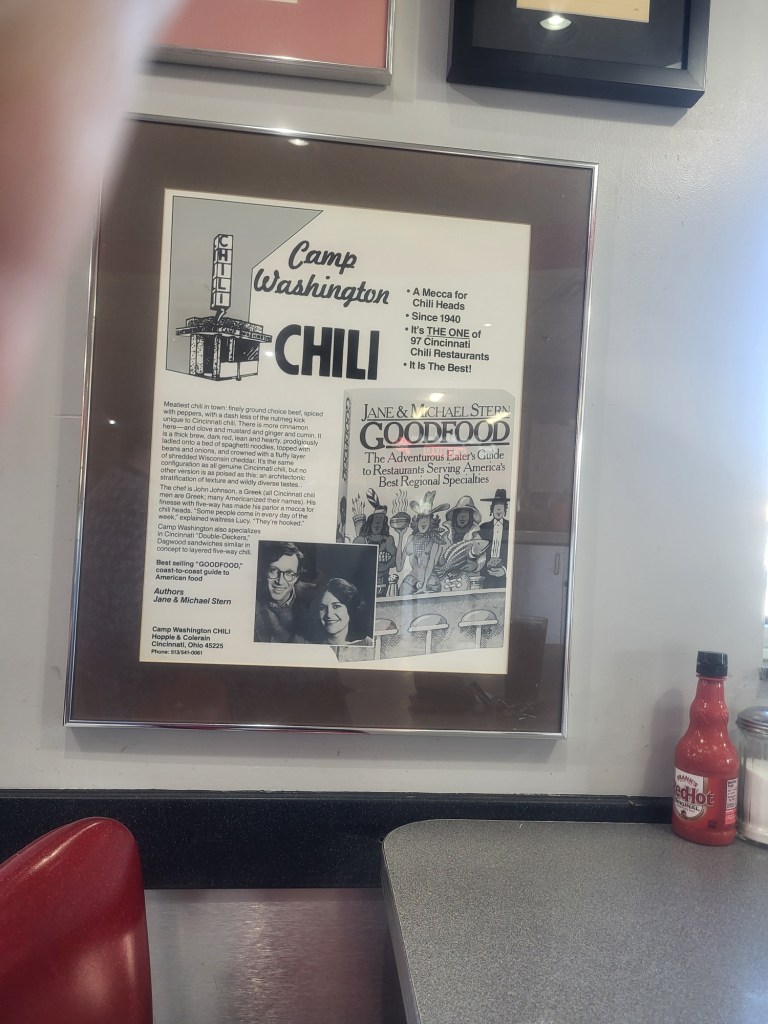 CHILI
Camp
Washington
CHILI
• A Mecca for
Chili Heads
• Since 1940
• It's THE ONE of
97 Cincinnati
Chili Restaurants
• It Is The Best!
Meatiest chili in town: finely ground choice beef, spiced
with peppers, with a dash less of the nutmeg kick
unique to Cincinnati chili. There is more cinnamon
here—and clove and mustard and ginger and cumin. It
is a thick brew, dark red, lean and hearty, prodigiously
ladled onto a bed of spaghetti noodles, topped with
beans and onions, and crowned with a fluffy layer
of shredded Wisconsin cheddar. It's the same
configuration as all genuine Cincinnati chili, but no
other version is as poised as this: an architectonic
stratification of texture and wildly diverse tastes.
The chef is John Johnson, a Greek (all Cincinnati chili
men are Greek; many Americanized their names). His
finesse with five-way has made his parlor a mecca for
chili heads. "Some people come in every day of the
week," explained waitress Lucy. "They're hooked."
Camp Washington also specializes
in Cincinnati "Double-Deckers,"
Dagwood sandwiches similar in
concept to layered five-way chili.
Best selling "GOODFOOD,"
coast-to-coast guide to
American food
Authors
Jane & Michael Stern
Camp Washington CHILI
Hopple & Colerain
Cincinnati, Ohio 45225
Phone: 513/541-0061
JANE & MICHAEL STERN
GOODFOOD
The Adventurous Eater's Guide
to Restaurants Serving America's
Best Regional Specialties
FRANK'S
RedHot
ORIGINAL